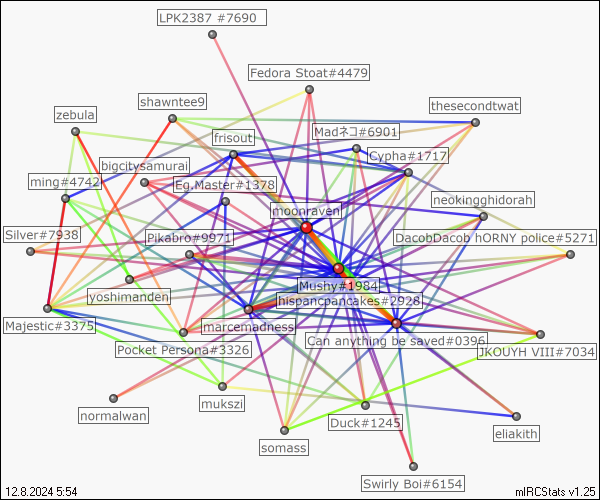 LPK2387 #7690
Fedora Stoat#4479
shawntee9
thesecondtwat
zebula
Madネコ#6901
frisout
Cypha#1717
bigcitysamurai
ming#4742
Eg.Master#1378
neokingghidorah
moonraven
Silver#7938
Pikabro#9971
DacobDacob hORNY police#5271
Mushy#1984
yoshimanden
hispancpancakes#2928
Majestic#3375
marcemadness
Can anything be saved#0396
Pocket Persona#3326
JKOUYH VIII#7034
mukszi
normalwan
Duck#1245
eliakith
somass
Swirly Boi#6154
12.8.2024 5:54
mIRCStats v1.25